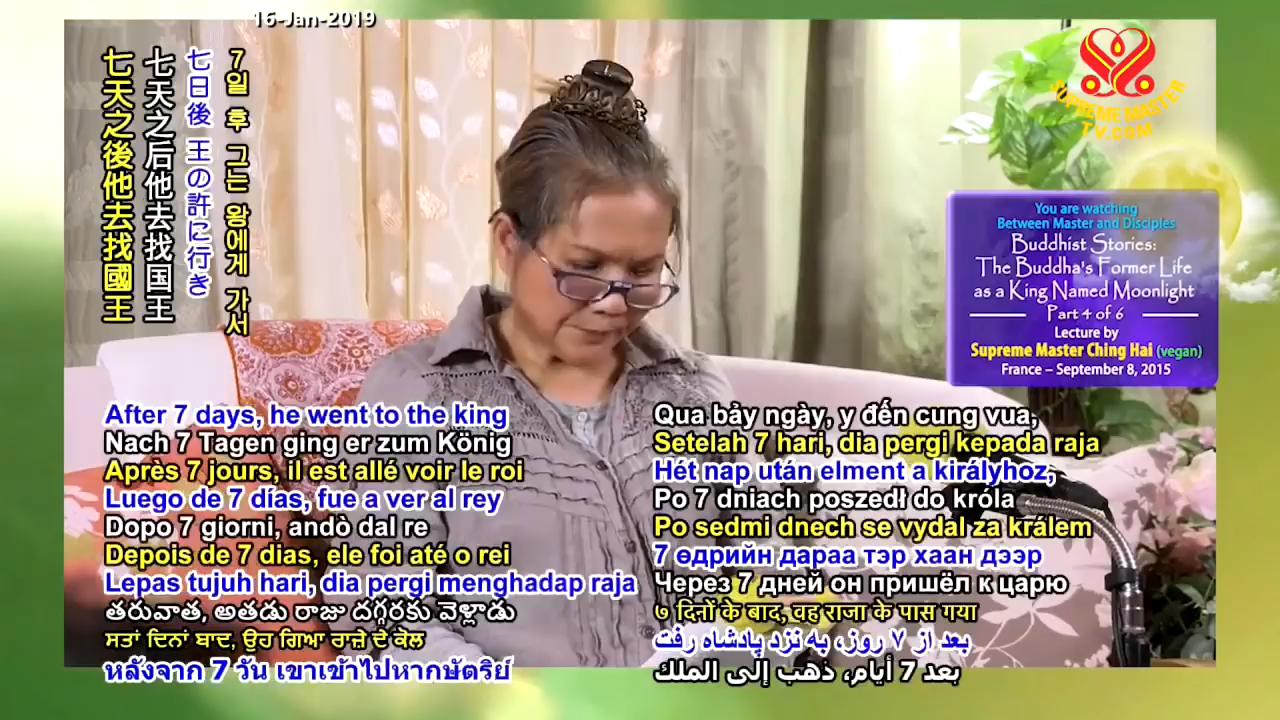 16-Jan-2019
七天之後他去找國王
七天之后他去找国王
七日後 王の許に行き
7일 후 그는 왕에게 가서
SUPREME MASTER
TV.COM
You are watching
Between Master and Disciples
Buddhist Stories:
The Buddha's Former Life
as a King Named Moonlight
Part 4 of 6
Lecture by
Supreme Master Ching Hai (vegan)
France – September 8, 2015
After 7 days, he went to the king
Nach 7 Tagen ging er zum König
Après 7 jours, il est allé voir le roi
Luego de 7 días, fue a ver al rey
Dopo 7 giorni, andò dal re
Depois de 7 dias, ele foi até o rei
Lepas tujuh hari, dia pergi menghadap raja
తరువాత, అతడు రాజు దగ్గరకు వెళ్లాడు
ਸਤਾਂ ਦਿਨਾਂ ਬਾਦ, ਉਹ ਗਿਆ ਰਾਜ਼ੇ ਦੇ ਕੋਲ
หลังจาก 7 วัน เขาเข้าไปหากษัตริย์
Qua bảy ngày, y đến cung vua,
Setelah 7 hari, dia pergi kepada raja
Hét nap után elment a királyhoz,
Po 7 dniach poszedł do króla
Po sedmi dnech se vydal za králem
7 өдрийн дараа тэр хаан дээр
Через 7 дней он пришёл к царю
७ दिनों के बाद, वह राजा के पास गया
بعد از ۷ روز، به نزد پادشاه رفت
بعد 7 أيام، ذهب إلى الملك